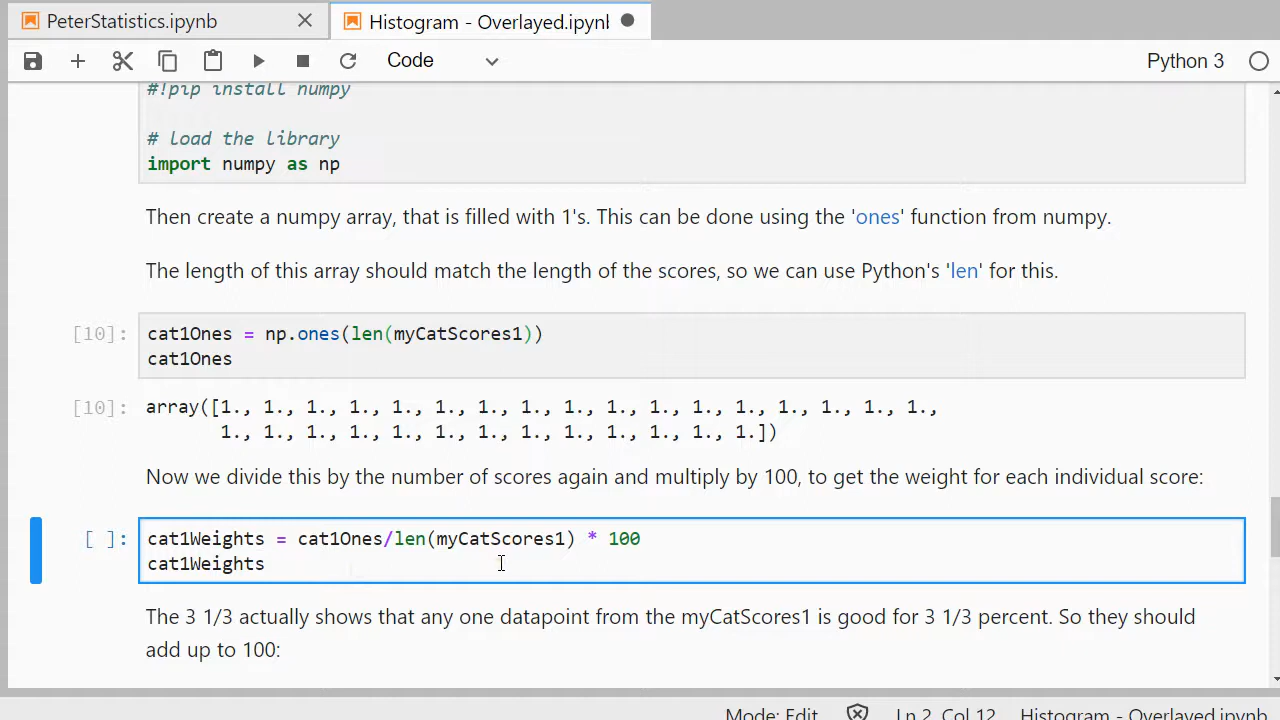 PeterStatistics.ipynb
Histogram - Overlayed.ipynb
Code
Python 3
#!pip install numpy
# Load the library
import numpy as np
Then create a numpy array, that is filled with 1's. This can be done using the 'ones' function from numpy.
The length of this array should match the length of the scores, so we can use Python's 'len' for this.
[10]: cat1Ones = np.ones(len(myCatScores1))
cat1Ones
[10]: array([1., 1., 1., 1., 1., 1., 1., 1., 1., 1., 1., 1., 1., 1., 1., 1., 1.,
1., 1., 1., 1., 1., 1., 1., 1., 1., 1., 1., 1., 1.])
Now we divide this by the number of scores again and multiply by 100, to get the weight for each individual score:
[ ]: cat1Weights = cat1Ones/len(myCatScores1) * 100
cat1Weights
The 3 1/3 actually shows that any one datapoint from the myCatScores1 is good for 3 1/3 percent. So they should
add up to 100:
Mode: Edit Ln 2, Col 12 Histogram - Overlayed.ipynb